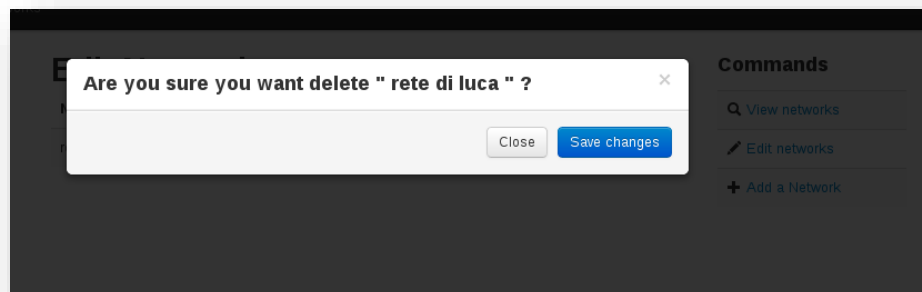 Are you sure you want delete " rete di luca " ?
×
Close
Save changes
Commands
View networks
Edit networks
Add a Network